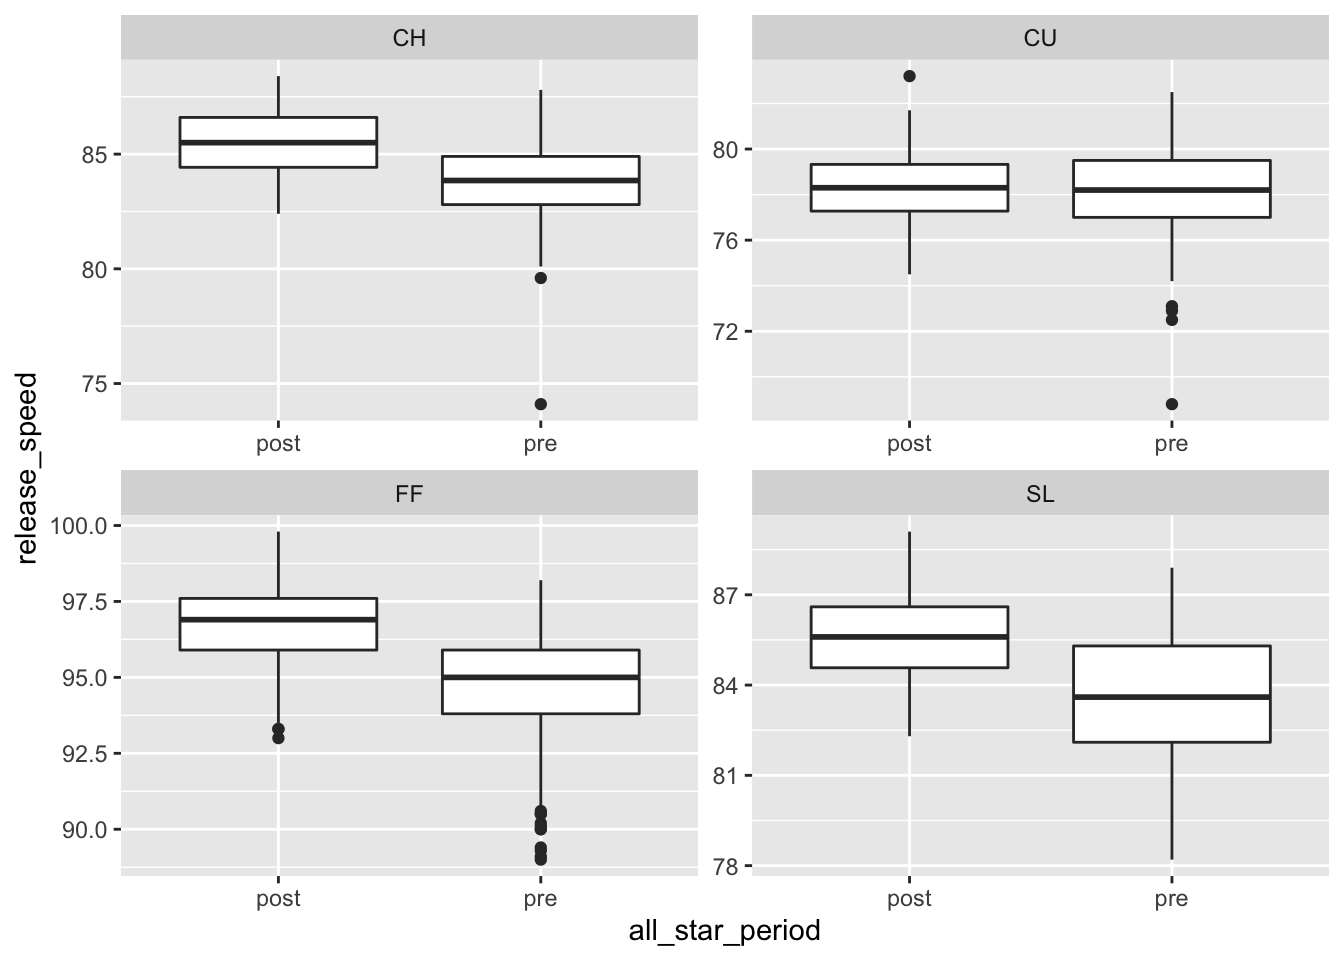 CH
CU
85
80
75
80
76
72
post
pre
post
pre
FF
SL
100.0
97.5
95.0
92.5
90.0
87
84
81
78
post
pre
post
pre
release_speed
all_star_period